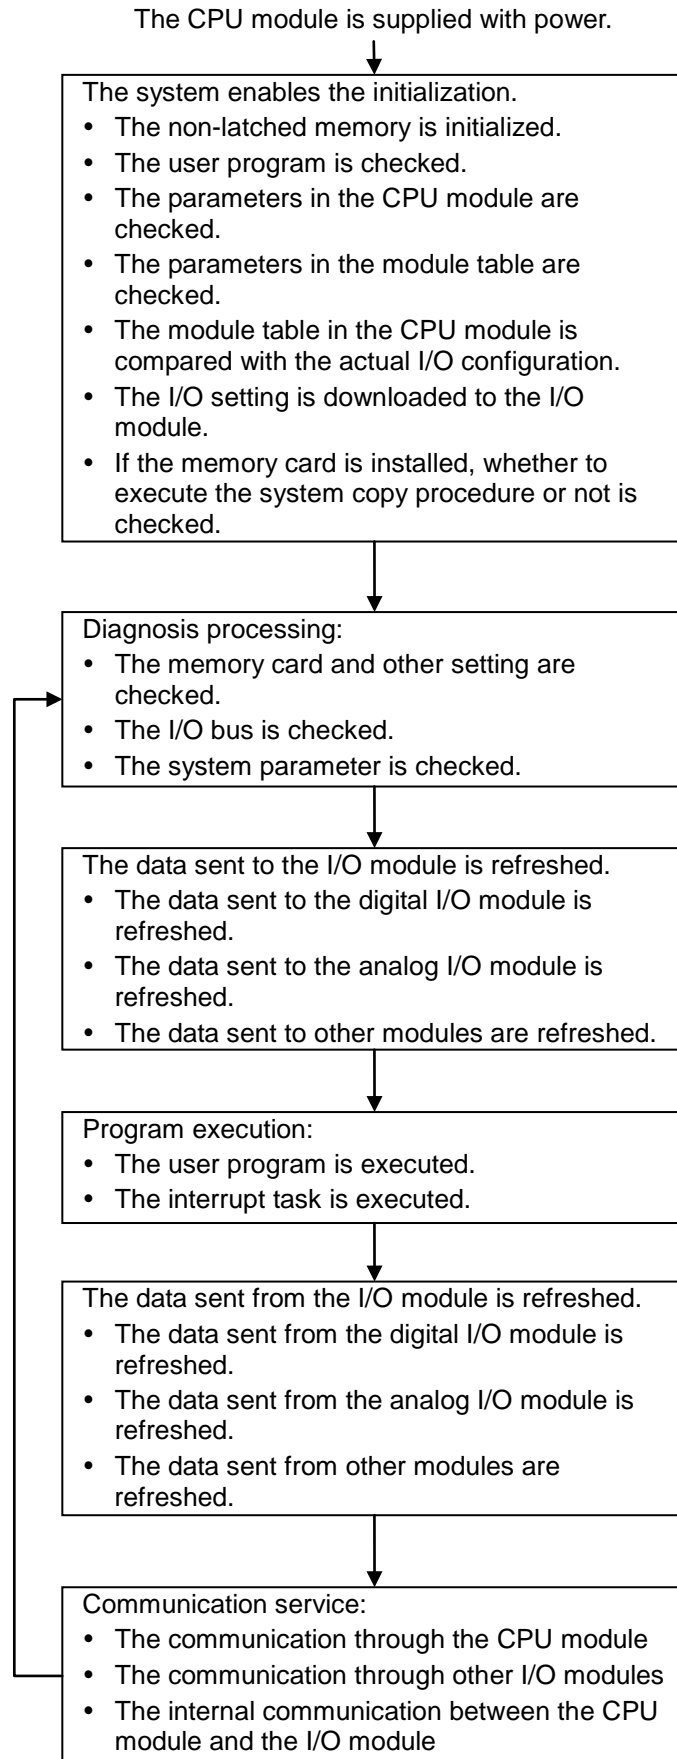 The CPU module is supplied with power.
The system enables the initialization.
• The non-latched memory is initialized.
• The user program is checked.
• The parameters in the CPU module are
checked.
• The parameters in the module table are
checked.
• The module table in the CPU module is
compared with the actual I/O configuration.
• The I/O setting is downloaded to the I/O
module.
• If the memory card is installed, whether to
execute the system copy procedure or not is
checked.
Diagnosis processing:
• The memory card and other setting are
checked.
• The I/O bus is checked.
• The system parameter is checked.
The data sent to the I/O module is refreshed.
• The data sent to the digital I/O module is
refreshed.
• The data sent to the analog I/O module is
refreshed.
• The data sent to other modules are refreshed.
Program execution:
• The user program is executed.
• The interrupt task is executed.
The data sent from the I/O module is refreshed.
• The data sent from the digital I/O module is
refreshed.
• The data sent from the analog I/O module is
refreshed.
• The data sent from other modules are
refreshed.
Communication service:
• The communication through the CPU module
• The communication through other I/O modules
• The internal communication between the CPU
module and the I/O module